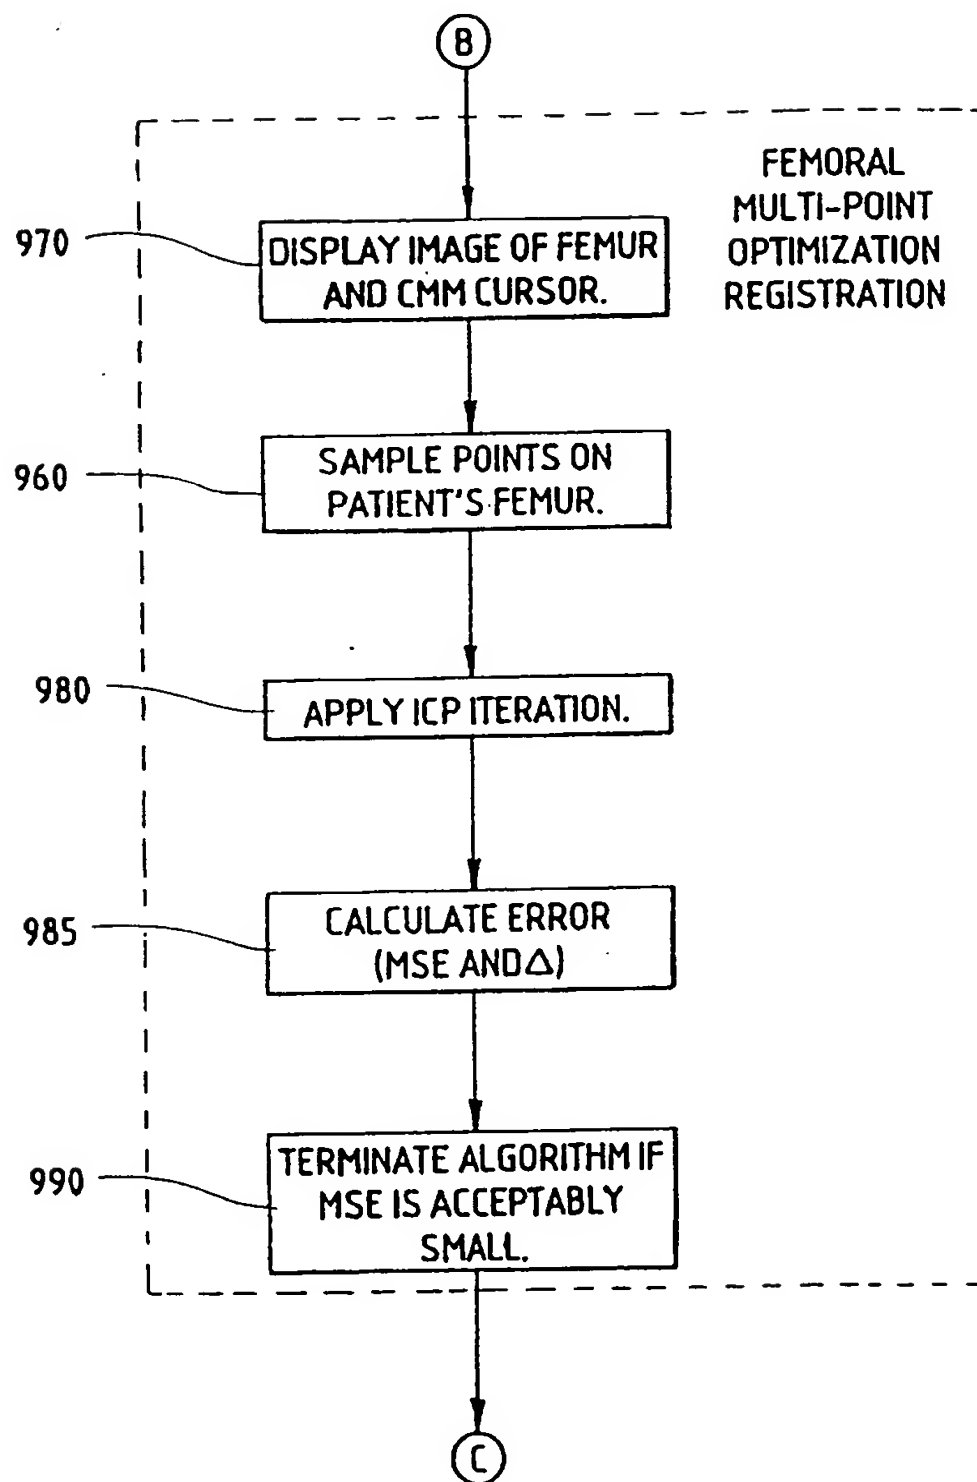 B
FEMORAL
MULTI-POINT
OPTIMIZATION
REGISTRATION
970
DISPLAY IMAGE OF FEMUR
AND CMM CURSOR.
960
SAMPLE POINTS ON
PATIENT'S FEMUR.
980
APPLY ICP ITERATION.
985
CALCULATE ERROR
(MSE AND Δ)
990
TERMINATE ALGORITHM IF
MSE IS ACCEPTABLY
SMALL.
C